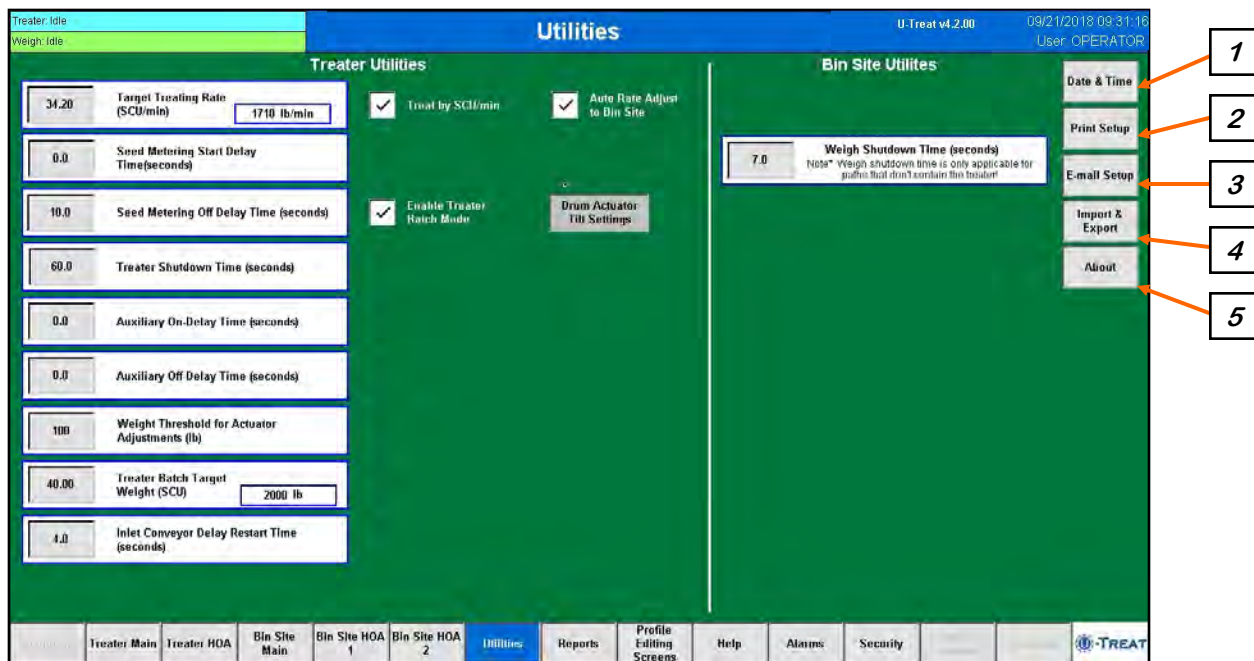 Treater: Idle
Weigh: Idle
Utilities
U-Treat v4.2.00
09/21/2018 09:31:16
User: OPERATOR
Treater Utilities
34.20
Target Treating Rate
(SCU/min)
1710 lb/min
Treat by SCU/min
Auto Rate Adjust
to Bin Site
0.0
Seed Metering Start Delay
Time(seconds)
10.0
Seed Metering Off Delay Time (seconds)
Enable Treater
Batch Mode
Drum Actuator
Tilt Settings
60.0
Treater Shutdown Time (seconds)
0.0
Auxiliary On-Delay Time (seconds)
0.0
Auxiliary Off Delay Time (seconds)
100
Weight Threshold for Actuator
Adjustments (lb)
40.00
Treater Batch Target
Weight (SCU)
2000 lb
4.0
Inlet Conveyor Delay Restart Time
(seconds)
Bin Site Utilites
7.0
Weigh Shutdown Time (seconds)
Note* Weigh shutdown time is only applicable for
paths that don't contain the treater!
Date & Time
Print Setup
E-mail Setup
Import &
Export
About
1
2
3
4
5
Treater Main
Treater HOA
Bin Site
Main
Bin Site HOA
1
Bin Site HOA
2
Utilities
Reports
Profile
Editing
Screens
Help
Alarms
Security
U-TREAT